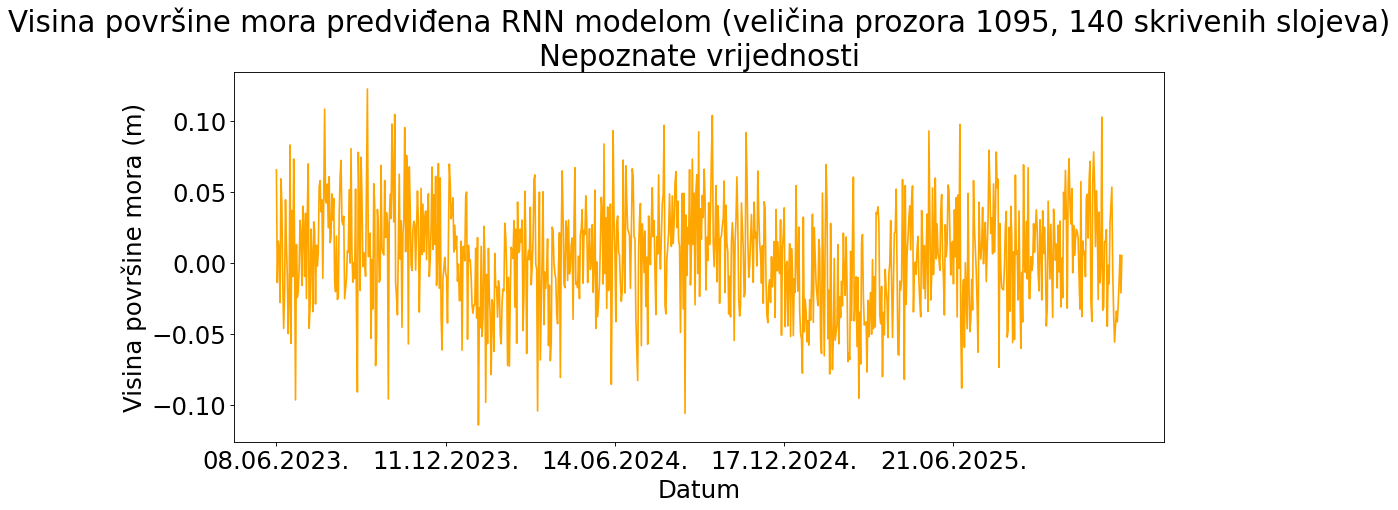 Visina površine mora predviđena RNN modelom (veličina prozora 1095, 140 skrivenih slojeva)
Nepoznate vrijednosti
Visina površine mora (m)
0.10
0.05
0.00
−0.05
−0.10
08.06.2023. 11.12.2023. 14.06.2024. 17.12.2024. 21.06.2025.
Datum